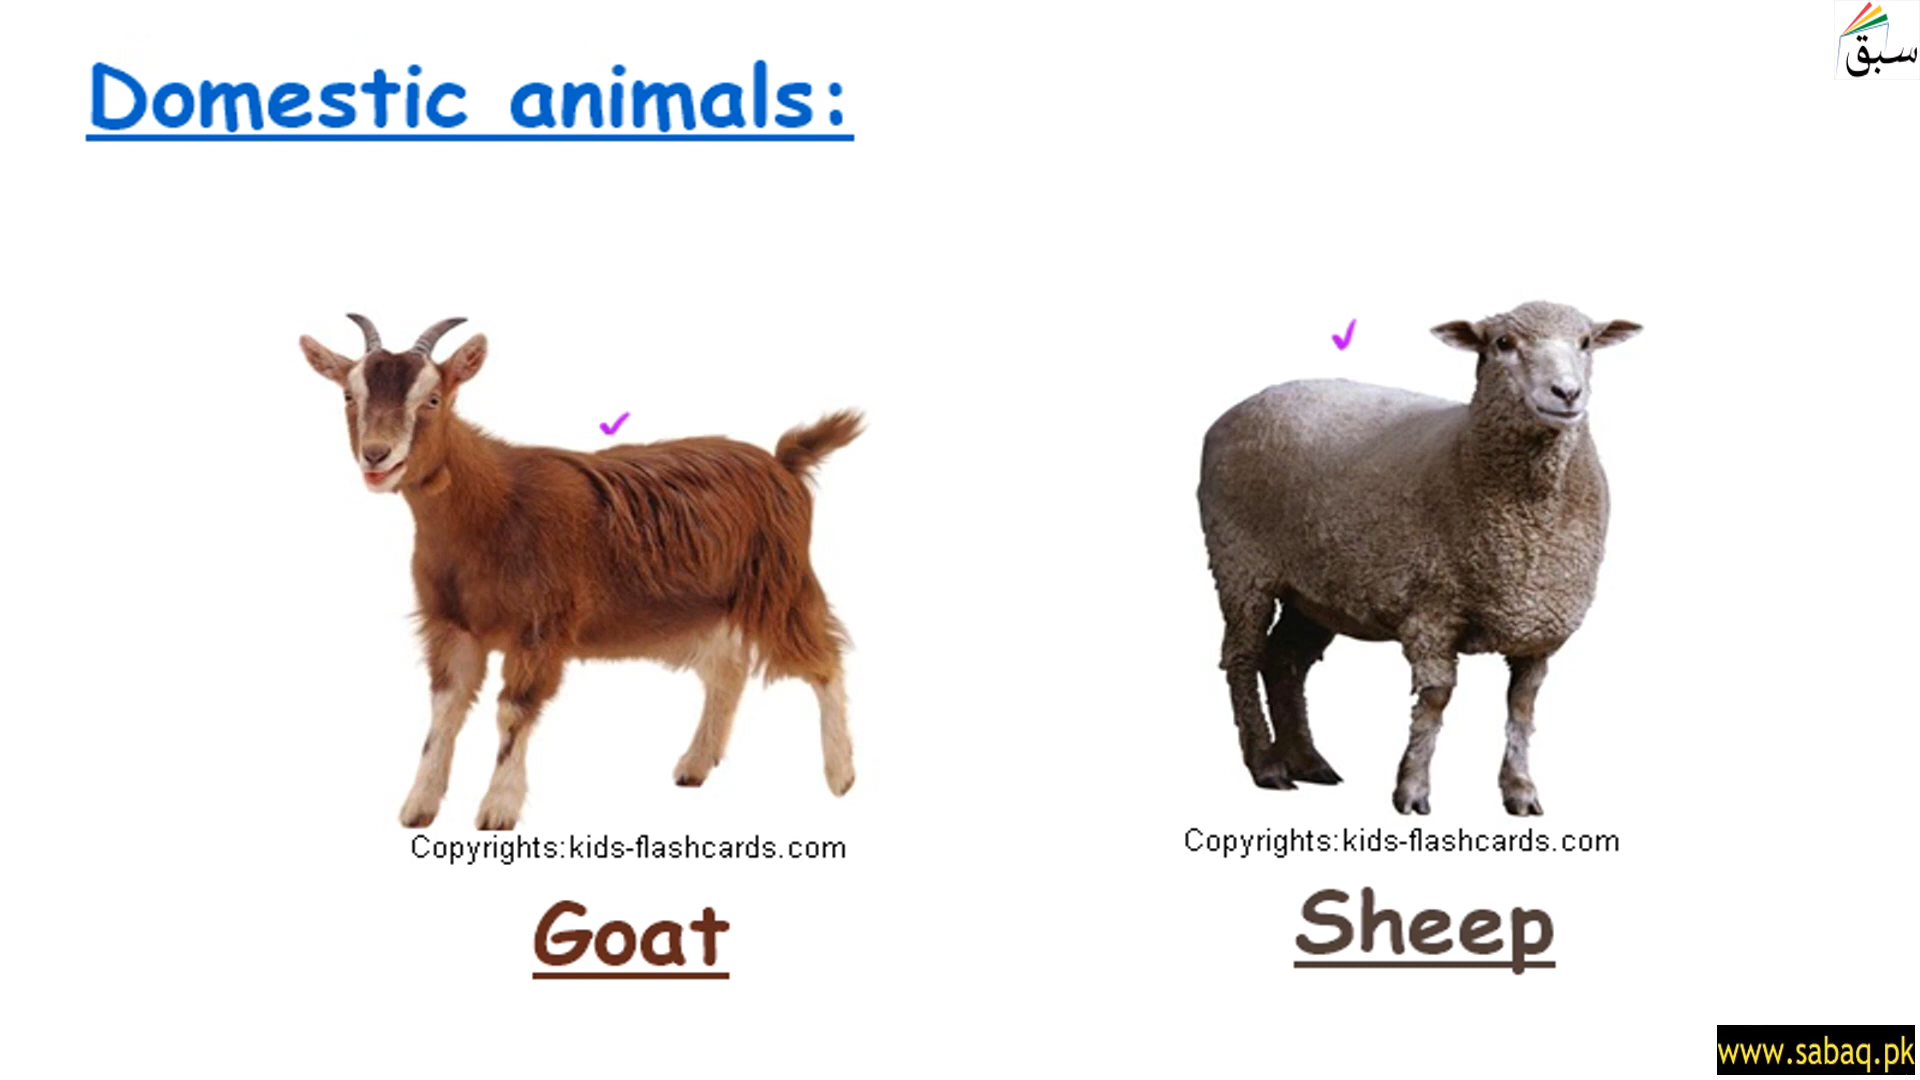 سبق
Domestic animals:
Copyrights:kids-flashcards.com
Copyrights:kids-flashcards.com
Goat
Sheep
www.sabaq.pk